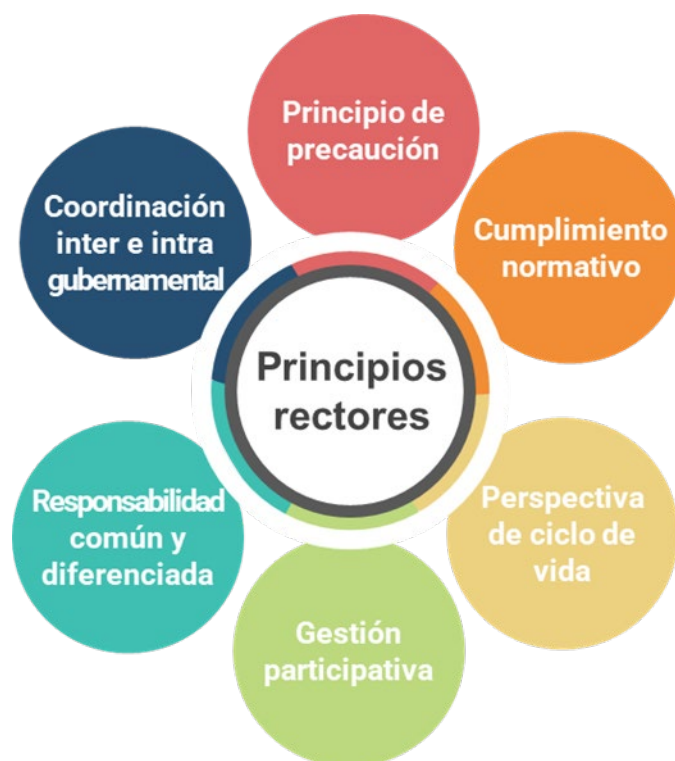 Principio de
precaución
Cumplimiento
normativo
Perspectiva
de ciclo de
vida
Gestión
participativa
Responsabilidad
común y
diferenciada
Coordinación
inter e intra
gubernamental
Principios
rectores